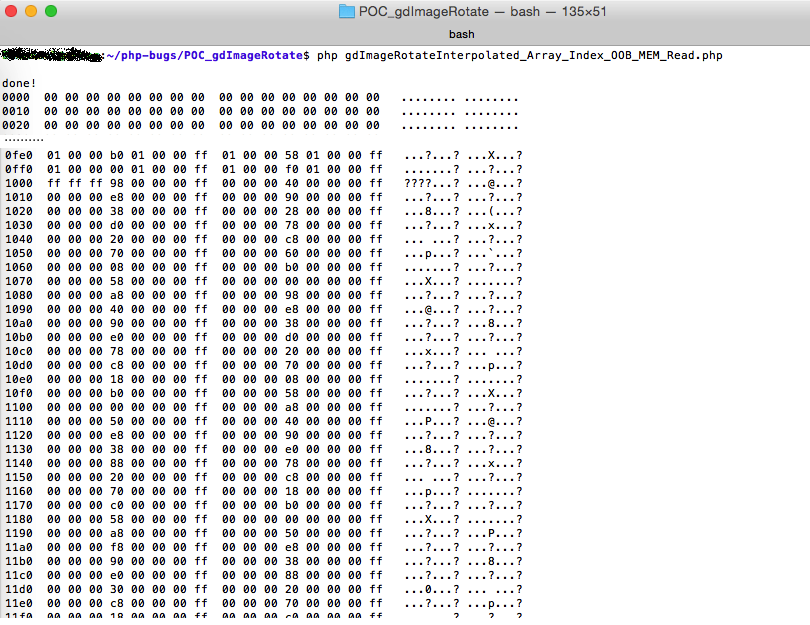 POC_gdImageRotate — bash — 135×51
bash
:~/php-bugs/POC_gdImageRotate$ php gdImageRotateInterpolated_Array_Index_OOB_MEM_Read.php
done!
0000  00 00 00 00 00 00 00 00  00 00 00 00 00 00 00 00   ........ ........
0010  00 00 00 00 00 00 00 00  00 00 00 00 00 00 00 00   ........ ........
0020  00 00 00 00 00 00 00 00  00 00 00 00 00 00 00 00   ........ ........
..........
0fe0  01 00 00 b0 01 00 00 ff  01 00 00 58 01 00 00 ff   ...?...? ...X...?
0ff0  01 00 00 00 01 00 00 ff  01 00 00 f0 01 00 00 ff   .......? ...?...?
1000  ff ff ff 98 00 00 00 ff  00 00 00 40 00 00 00 ff   ????...? ...@...?
1010  00 00 00 e8 00 00 00 ff  00 00 00 90 00 00 00 ff   ...?...? ...?...?
1020  00 00 00 38 00 00 00 ff  00 00 00 28 00 00 00 ff   ...8...? ...(...?
1030  00 00 00 d0 00 00 00 ff  00 00 00 78 00 00 00 ff   ...?...? ...x...?
1040  00 00 00 20 00 00 00 ff  00 00 00 c8 00 00 00 ff   ... ...? ...?...?
1050  00 00 00 70 00 00 00 ff  00 00 00 60 00 00 00 ff   ...p...? ...`...?
1060  00 00 00 08 00 00 00 ff  00 00 00 b0 00 00 00 ff   .......? ...?...?
1070  00 00 00 58 00 00 00 ff  00 00 00 00 00 00 00 ff   ...X...? .......?
1080  00 00 00 a8 00 00 00 ff  00 00 00 98 00 00 00 ff   ...?...? ...?...?
1090  00 00 00 40 00 00 00 ff  00 00 00 e8 00 00 00 ff   ...@...? ...?...?
10a0  00 00 00 90 00 00 00 ff  00 00 00 38 00 00 00 ff   ...?...? ...8...?
10b0  00 00 00 e0 00 00 00 ff  00 00 00 d0 00 00 00 ff   ...?...? ...?...?
10c0  00 00 00 78 00 00 00 ff  00 00 00 20 00 00 00 ff   ...x...? ... ...?
10d0  00 00 00 c8 00 00 00 ff  00 00 00 70 00 00 00 ff   ...?...? ...p...?
10e0  00 00 00 18 00 00 00 ff  00 00 00 08 00 00 00 ff   .......? .......?
10f0  00 00 00 b0 00 00 00 ff  00 00 00 58 00 00 00 ff   ...?...? ...X...?
1100  00 00 00 00 00 00 00 ff  00 00 00 a8 00 00 00 ff   .......? ...?...?
1110  00 00 00 50 00 00 00 ff  00 00 00 40 00 00 00 ff   ...P...? ...@...?
1120  00 00 00 e8 00 00 00 ff  00 00 00 90 00 00 00 ff   ...?...? ...?...?
1130  00 00 00 38 00 00 00 ff  00 00 00 e0 00 00 00 ff   ...8...? ...?...?
1140  00 00 00 88 00 00 00 ff  00 00 00 78 00 00 00 ff   ...?...? ...x...?
1150  00 00 00 20 00 00 00 ff  00 00 00 c8 00 00 00 ff   ... ...? ...?...?
1160  00 00 00 70 00 00 00 ff  00 00 00 18 00 00 00 ff   ...p...? .......?
1170  00 00 00 c0 00 00 00 ff  00 00 00 b0 00 00 00 ff   ...?...? ...?...?
1180  00 00 00 58 00 00 00 ff  00 00 00 00 00 00 00 ff   ...X...? .......?
1190  00 00 00 a8 00 00 00 ff  00 00 00 50 00 00 00 ff   ...?...? ...P...?
11a0  00 00 00 f8 00 00 00 ff  00 00 00 e8 00 00 00 ff   ...?...? ...?...?
11b0  00 00 00 90 00 00 00 ff  00 00 00 38 00 00 00 ff   ...?...? ...8...?
11c0  00 00 00 e0 00 00 00 ff  00 00 00 88 00 00 00 ff   ...?...? ...?...?
11d0  00 00 00 30 00 00 00 ff  00 00 00 20 00 00 00 ff   ...0...? ... ...?
11e0  00 00 00 c8 00 00 00 ff  00 00 00 70 00 00 00 ff   ...?...? ...p...?
11f0  00 00 00 18 00 00 00 ff  00 00 00 c0 00 00 00 ff   .......? ...?...?